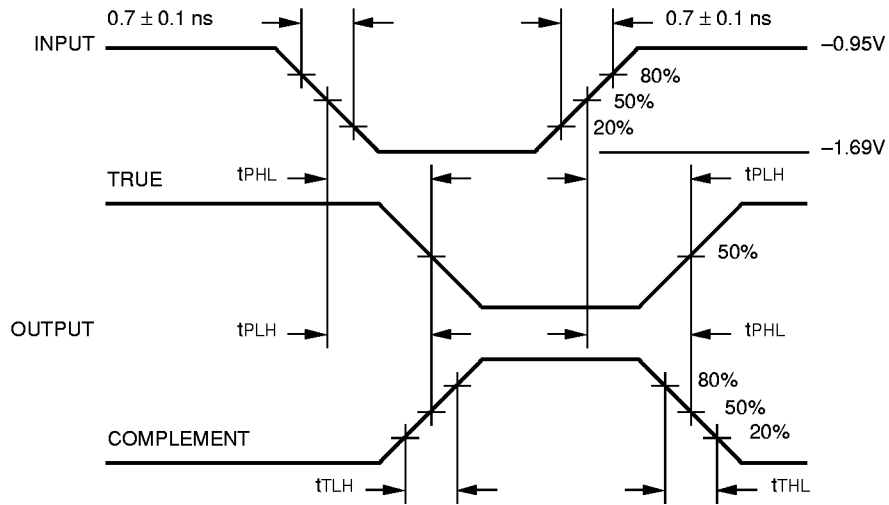 0.7 ± 0.1 ns
0.7 ± 0.1 ns
INPUT
–0.95V
80%
50%
20%
–1.69V
tPHL
tPLH
TRUE
50%
OUTPUT
tPLH
tPHL
80%
50%
20%
COMPLEMENT
tTLH
tTHL